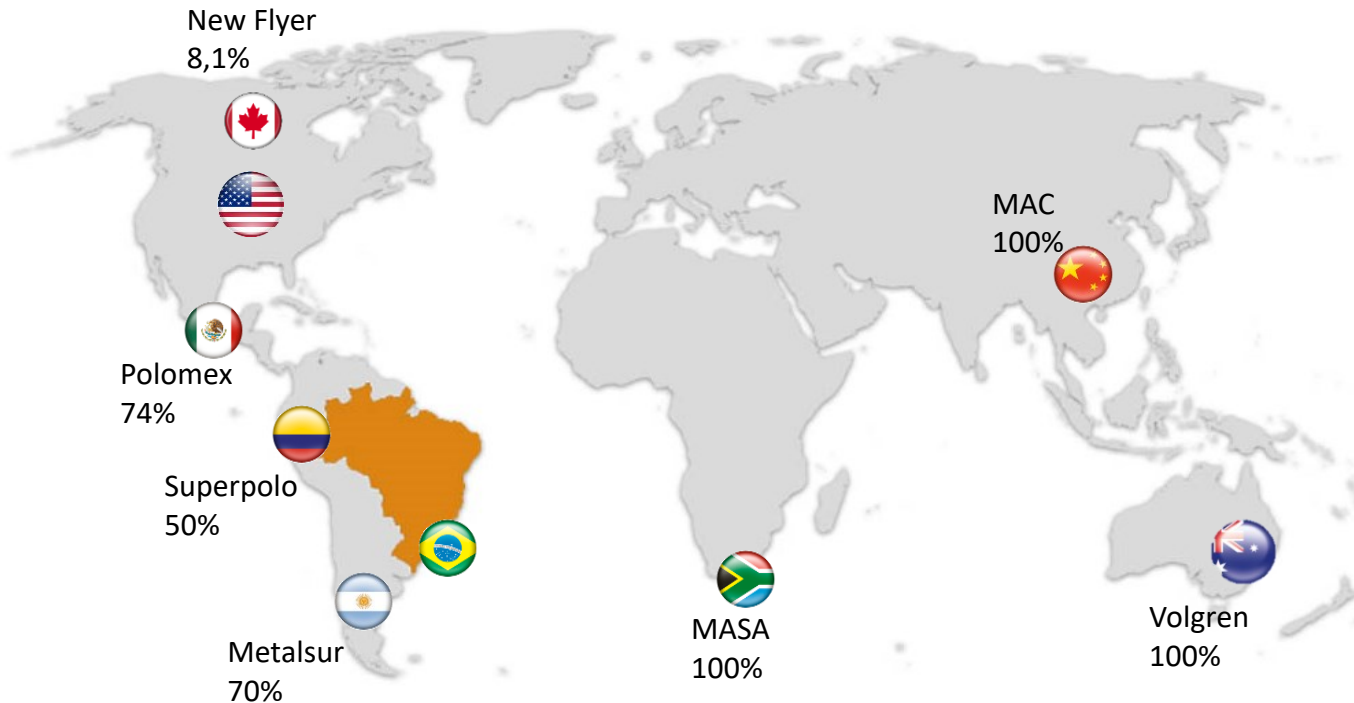 New Flyer
8,1%
MAC
100%
Polomex
74%
Superpolo
50%
Metalsur
70%
MASA
100%
Volgren
100%